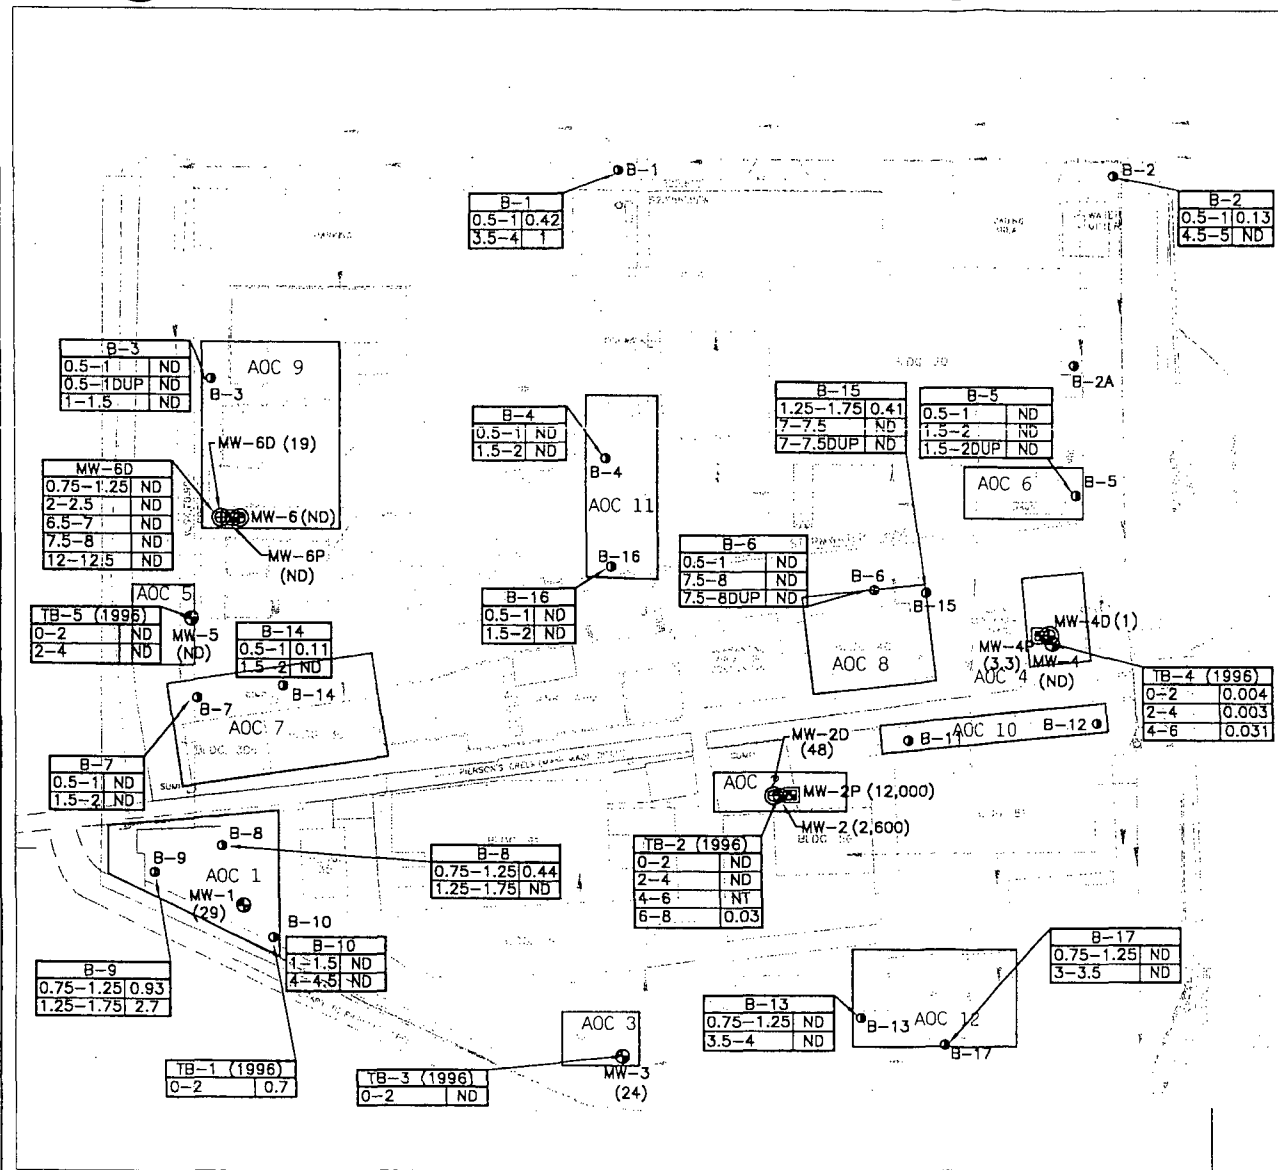 B-1
B-2
B-1
0.5-1 0.42
3.5-4 1
B-2
0.5-1 0.13
4.5-5 ND
PARKING
WATER
B-3
0.5-1 ND
0.5-1DUP ND
1-1.5 ND
AOC 9
B-3
MW-6D (19)
MW-6D
0.75-1.25 ND
2-2.5 ND
6.5-7 ND
7.5-8 ND
12-12.5 ND
MW-6 (ND)
MW-6P
(ND)
B-4
0.5-1 ND
1.5-2 ND
B-4
AOC 11
B-16
B-16
0.5-1 ND
1.5-2 ND
B-15
1.25-1.75 0.41
7-7.5 ND
7-7.5DUP ND
B-5
0.5-1 ND
1.5-2 ND
1.5-2DUP ND
B-2A
AOC 6
B-5
B-6
0.5-1 ND
7.5-8 ND
7.5-8DUP ND
B-6
B-15
AOC 8
MW-4D (1)
MW-4P
(3.3)
MW-4
(ND)
AOC 4
TB-4 (1996)
0-2 0.004
2-4 0.003
4-6 0.031
AOC 5
TB-5 (1996)
0-2 ND
2-4 ND
MW-5
(ND)
B-14
0.5-1 0.11
1.5-2 ND
B-14
B-7
AOC 7
B-7
0.5-1 ND
1.5-2 ND
SUMP
PIERSON'S CREEK
AOC 10
B-11
B-12
MW-2D
(48)
SUMP
AOC
MW-2P (12,000)
MW-2 (2,600)
TB-2 (1996)
0-2 ND
2-4 ND
4-6 NT
6-8 0.03
B-8
B-9
AOC 1
MW-1
(29)
B-8
0.75-1.25 0.44
1.25-1.75 ND
B-10
B-10
1-1.5 ND
4-4.5 ND
B-9
0.75-1.25 0.93
1.25-1.75 2.7
TB-1 (1996)
0-2 0.7
TB-3 (1996)
0-2 ND
AOC 3
MW-3
(24)
B-13
0.75-1.25 ND
3.5-4 ND
B-13
AOC 12
B-17
B-17
0.75-1.25 ND
3-3.5 ND